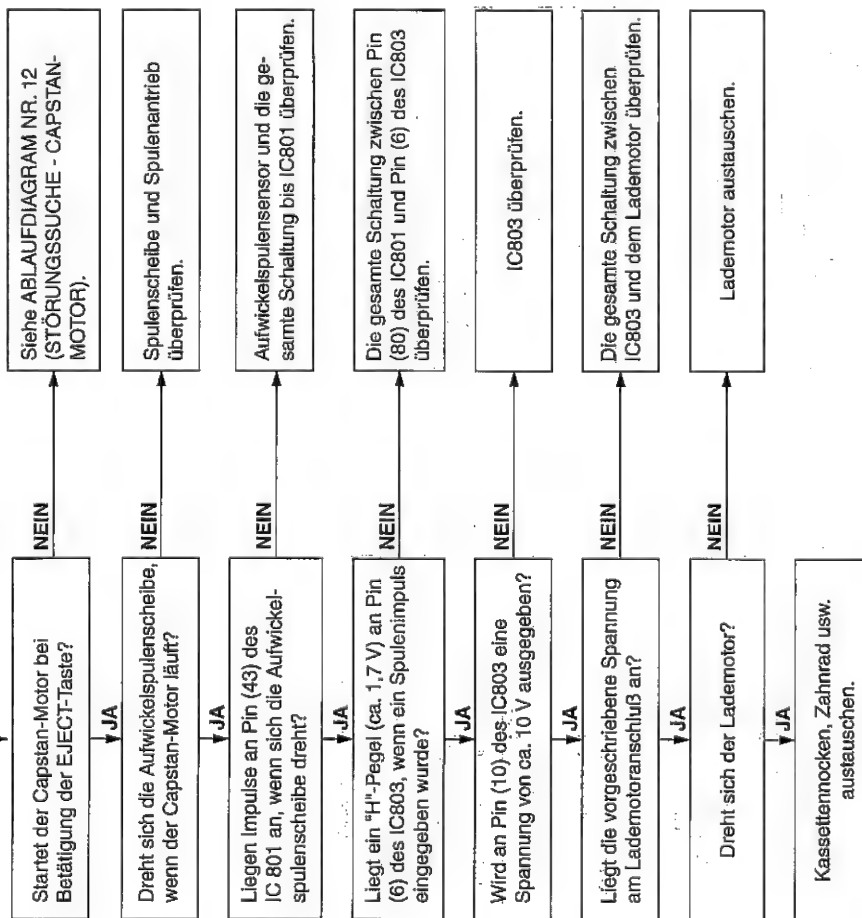 Startet der Capstan-Motor bei
Betätigung der EJECT-Taste?
NEIN
Siehe ABLAUFDIAGRAM NR. 12
(STÖRUNGSSUCHE - CAPSTAN-
MOTOR).
JA
Dreht sich die Aufwickelspulenscheibe,
wenn der Capstan-Motor läuft?
NEIN
Spulenscheibe und Spulenantrieb
überprüfen.
JA
Liegen Impulse an Pin (43) des
IC 801 an, wenn sich die Aufwickel-
spulenscheibe dreht?
NEIN
Aufwickelspulensensor und die ge-
samte Schaltung bis IC801 überprüfen.
JA
Liegt ein "H"-Pegel (ca. 1,7 V) an Pin
(6) des IC803, wenn ein Spulenimpuls
eingegeben wurde?
NEIN
Die gesamte Schaltung zwischen Pin
(80) des IC801 und Pin (6) des IC803
überprüfen.
JA
Wird an Pin (10) des IC803 eine
Spannung von ca. 10 V ausgegeben?
NEIN
IC803 überprüfen.
JA
Liegt die vorgeschriebene Spannung
am Lademotoranschluß an?
NEIN
Die gesamte Schaltung zwischen
IC803 und dem Lademotor überprüfen.
JA
Dreht sich der Lademotor?
NEIN
Lademotor austauschen.
JA
Kassettennocken, Zahnrad usw.
austauschen.